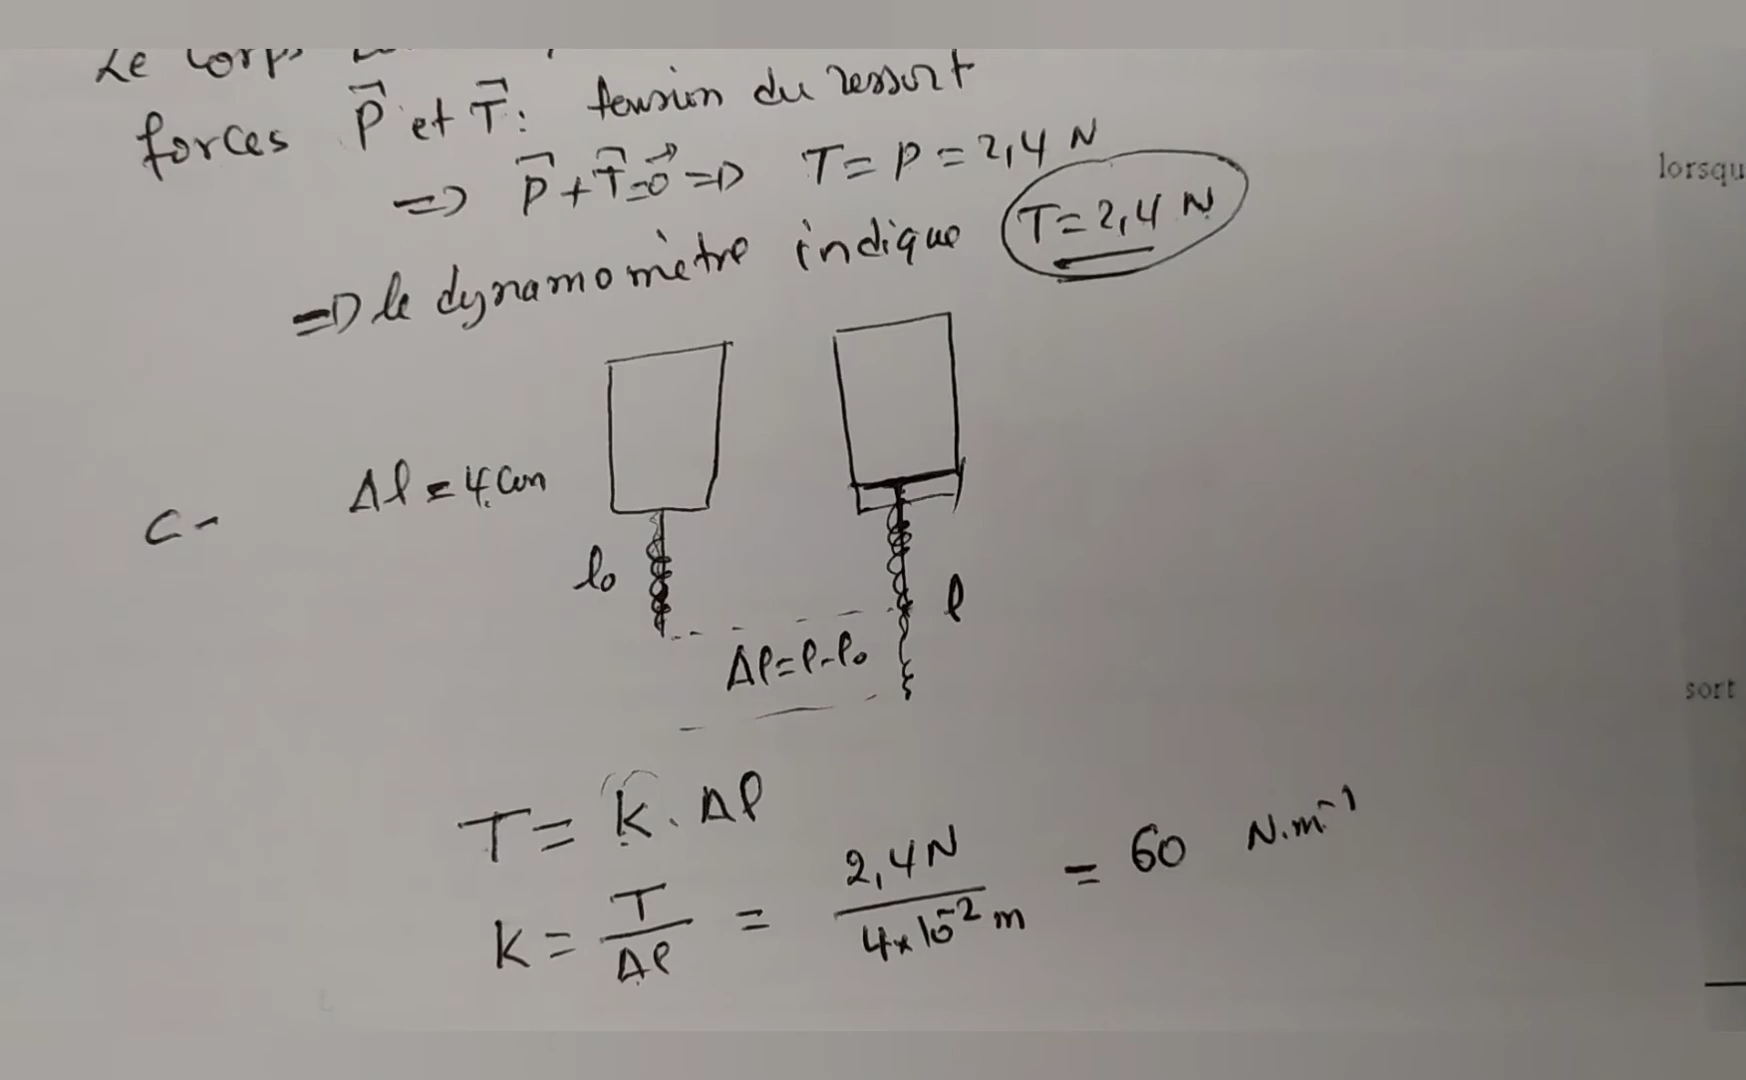 Le corps
forces P⃗ et T⃗ : tension du ressort
=> P⃗ + T⃗ = 0⃗ => T = P = 2,4 N
=> le dynamomètre indique T = 2,4 N
C - Δl = 4 cm
l₀
l
Δl = l - l₀
T = K . Δl
K = T / Δl = 2,4 N / 4 x 10⁻² m = 60 N.m⁻¹
lorsqu
sort